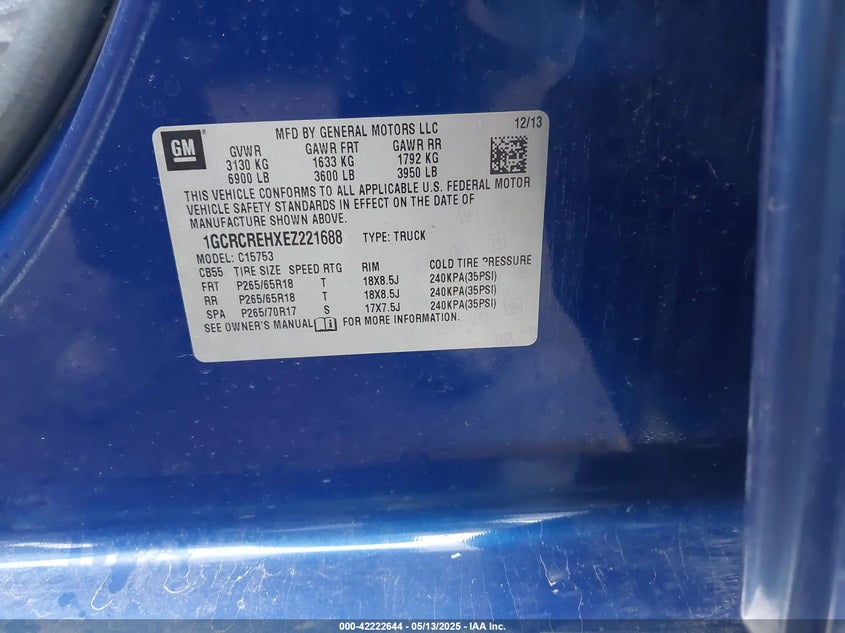 GM
MFD BY GENERAL MOTORS LLC 12/13
GVWR GAWR FRT GAWR RR
3130 KG 1633 KG 1792 KG
6900 LB 3600 LB 3950 LB
THIS VEHICLE CONFORMS TO ALL APPLICABLE U.S. FEDERAL MOTOR
VEHICLE SAFETY STANDARDS IN EFFECT ON THE DATE OF
MANUFACTURE SHOWN ABOVE.
1GCRCREHXEZ221688 TYPE: TRUCK
MODEL: C15753
CB55 TIRE SIZE SPEED RTG RIM COLD TIRE PRESSURE
FRT P265/65R18 T 18X8.5J 240KPA(35PSI)
RR P265/65R18 T 18X8.5J 240KPA(35PSI)
SPA P265/70R17 S 17X7.5J 240KPA(35PSI)
SEE OWNER'S MANUAL FOR MORE INFORMATION.
000-42222644 - 05/13/2025 - IAA Inc.